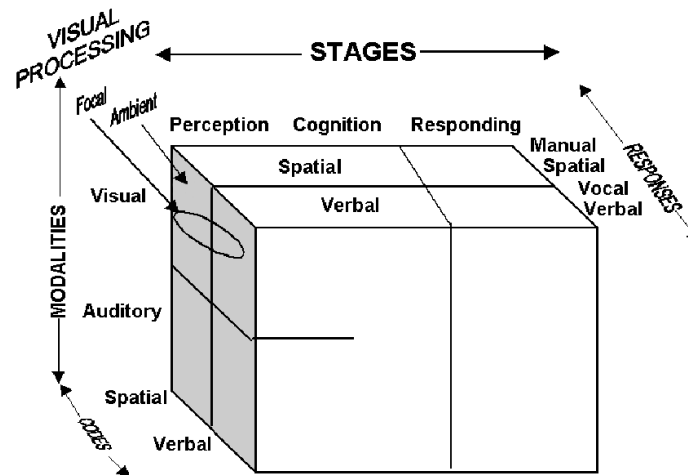 VISUAL
PROCESSING
STAGES
Focal
Ambient
Perception Cognition Responding
Manual
Spatial
Spatial
Vocal
Verbal
Verbal
RESPONSES
Visual
MODALITIES
Auditory
Spatial
Verbal
CODES